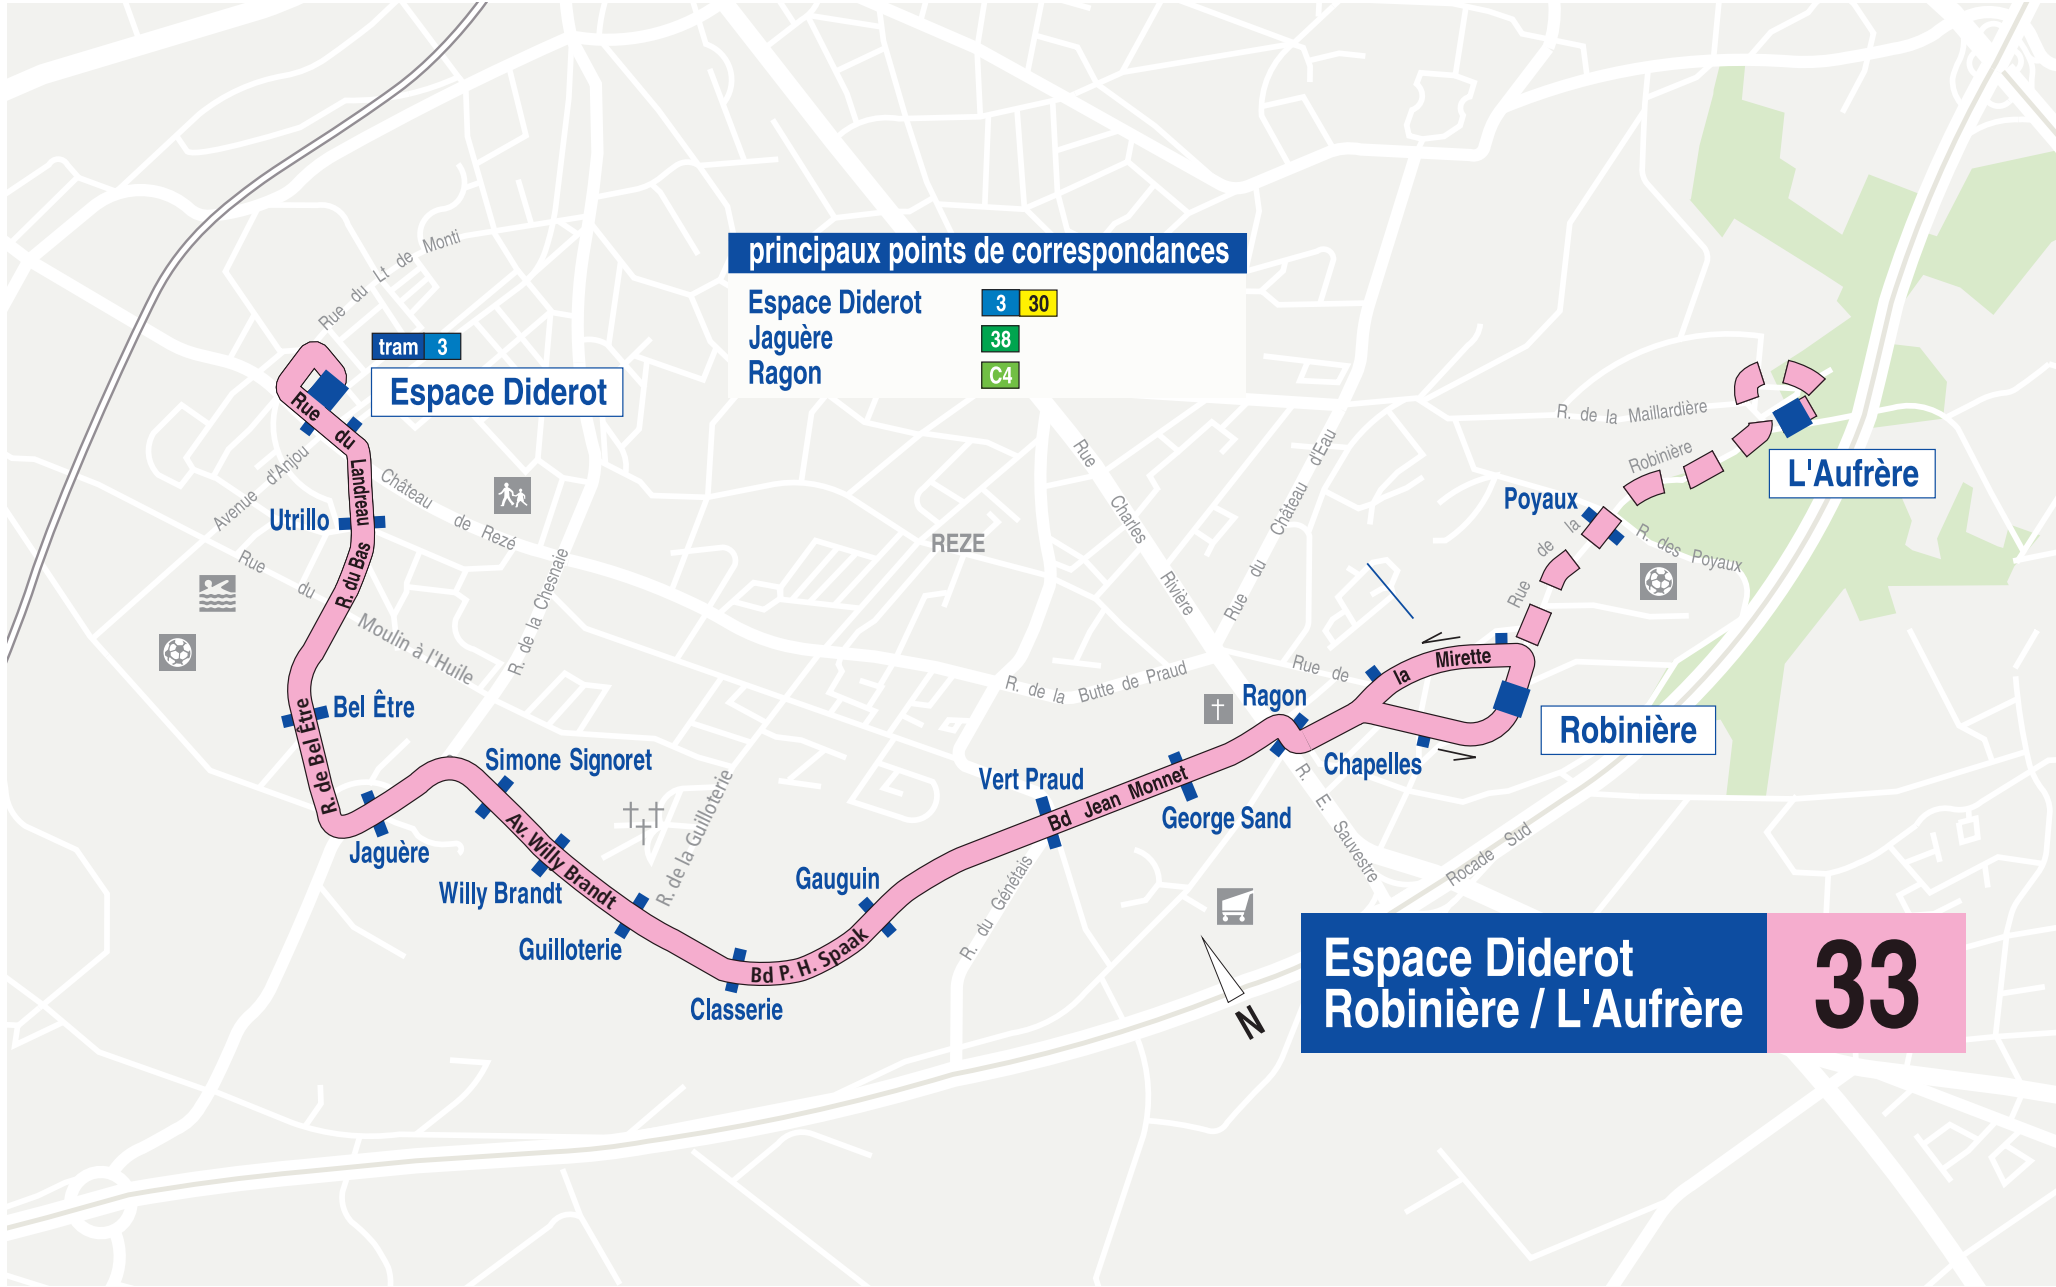 principaux points de correspondances
Espace Diderot 3 30
Jaguère 38
Ragon C4
tram 3
Espace Diderot
Rue du Lt. de Monti
Rue du Landreau
Avenue d'Anjou
Château de Rezé
Utrillo
R. du Bas
Rue du Moulin à l'Huile
R. de la Chesnaie
Bel Être
R. de Bel Être
Jaguère
Simone Signoret
Av. Willy Brandt
Willy Brandt
R. de la Guilloterie
Guilloterie
Classerie
Bd P. H. Spaak
Gauguin
REZE
Rue Charles Rivière
Rue du Château d'Eau
R. de la Butte de Praud
Vert Praud
R. du Génétais
Bd Jean Monnet
George Sand
Ragon
R. E. Sauvestre
Rue de la Mirette
Chapelles
Robinière
Rue de la Robinière
Poyaux
R. des Poyaux
R. de la Maillardière
L'Aufrère
Rocade Sud
N
Espace Diderot
Robinière / L'Aufrère
33